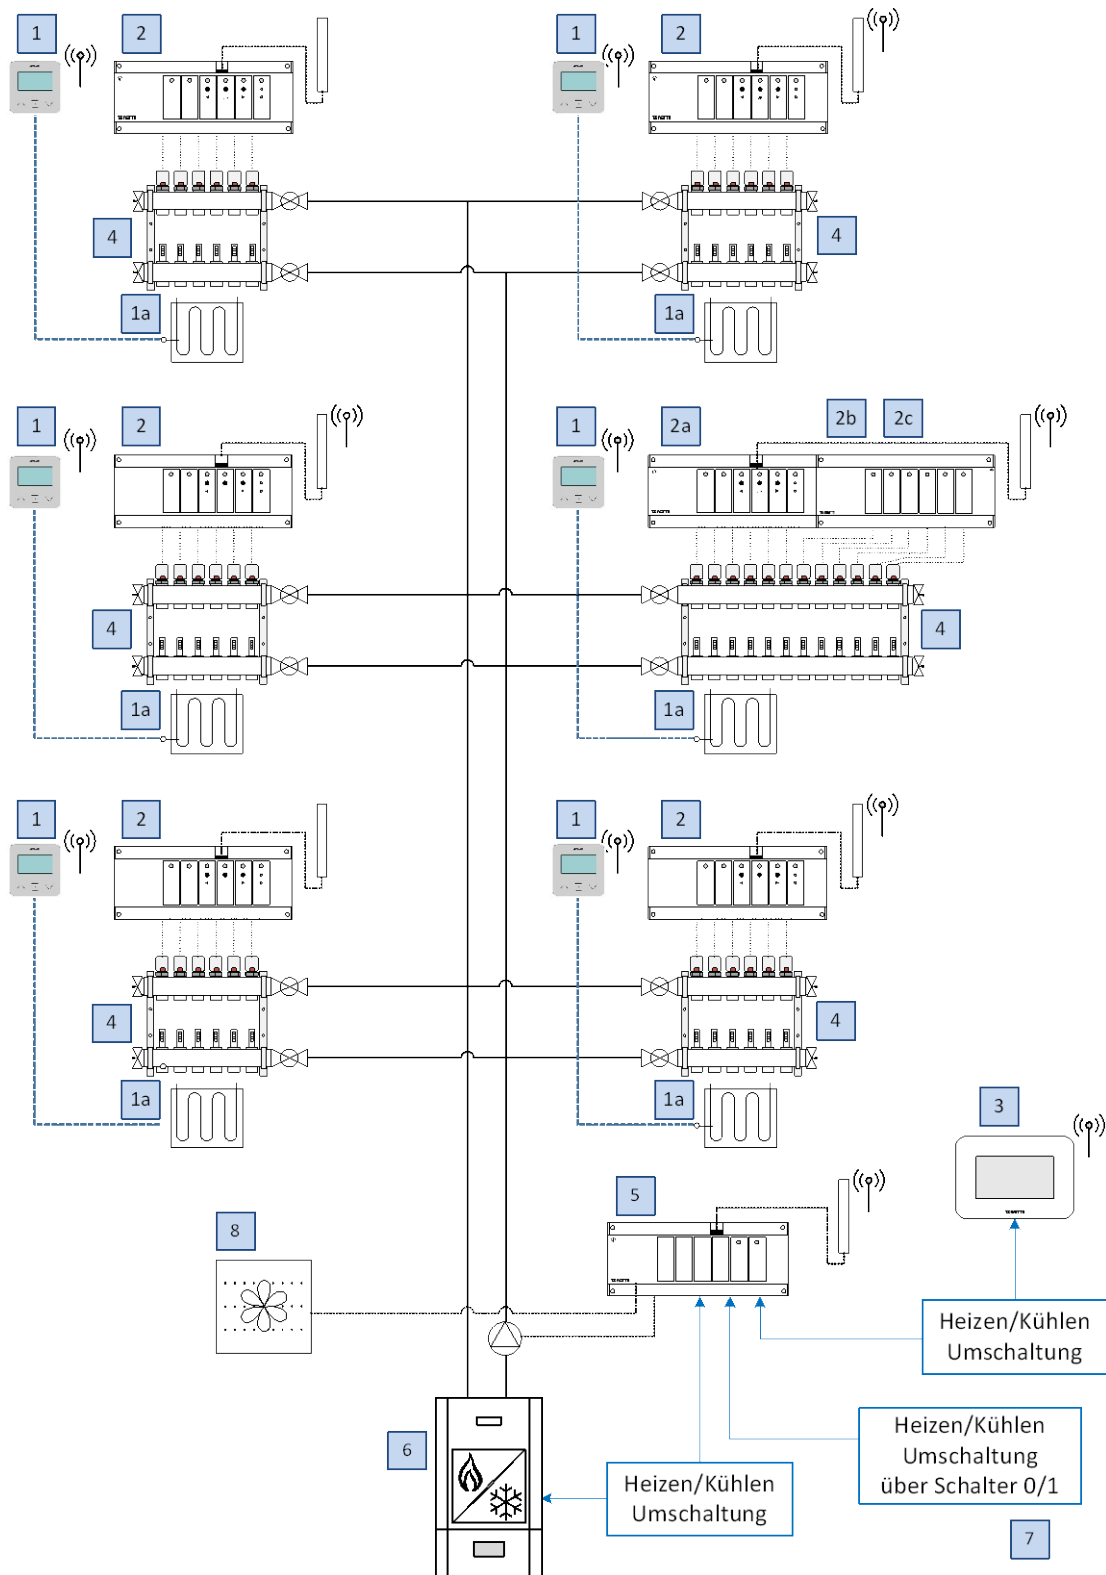 1
2
1
2
4
4
1a
1a
1
2
1
2a
2b
2c
4
4
1a
1a
1
2
1
2
4
4
1a
1a
3
5
8
Heizen/Kühlen
Umschaltung
6
Heizen/Kühlen
Umschaltung
Heizen/Kühlen
Umschaltung
über Schalter 0/1
7